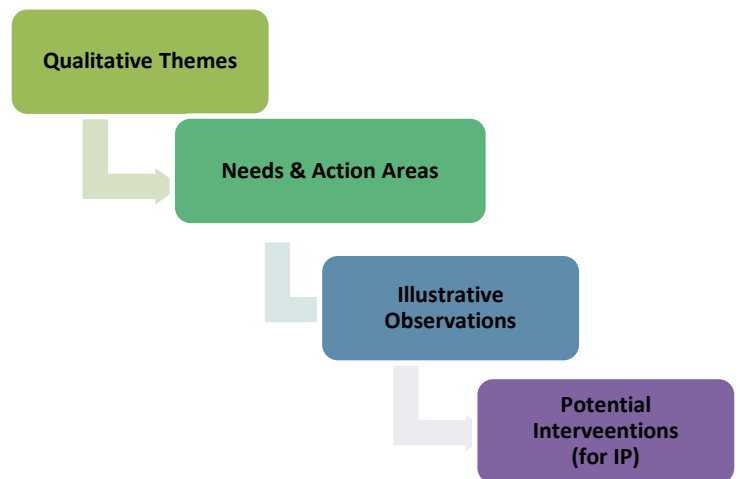 Qualitative Themes
Needs & Action Areas
Illustrative
Observations
Potential
Interveentions
(for IP)